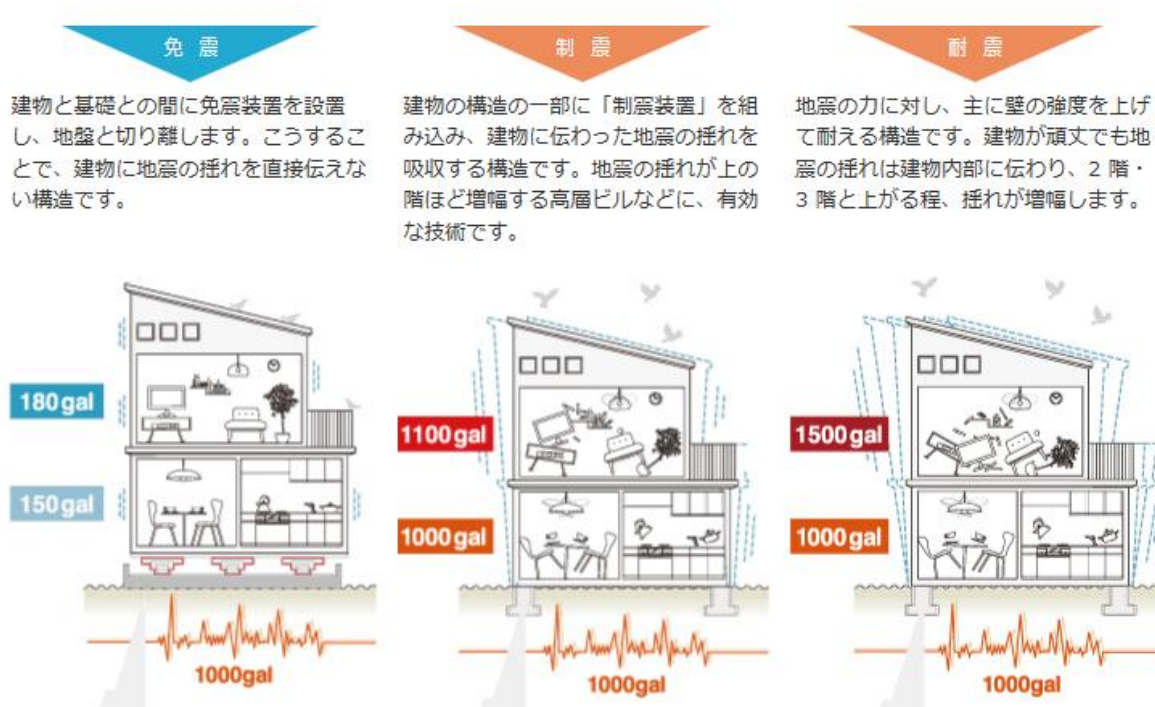 免震
建物と基礎との間に免震装置を設置
し、地盤と切り離します。こうするこ
とで、建物に地震の揺れを直接伝えな
い構造です。
180gal
150gal
1000gal
制震
建物の構造の一部に「制震装置」を組
み込み、建物に伝わった地震の揺れを
吸収する構造です。地震の揺れが上の
階ほど増幅する高層ビルなどに、有効
な技術です。
1100gal
1000gal
1000gal
耐震
地震の力に対し、主に壁の強度を上げ
て耐える構造です。建物が頑丈でも地
震の揺れは建物内部に伝わり、2 階・
3 階と上がる程、揺れが増幅します。
1500gal
1000gal
1000gal